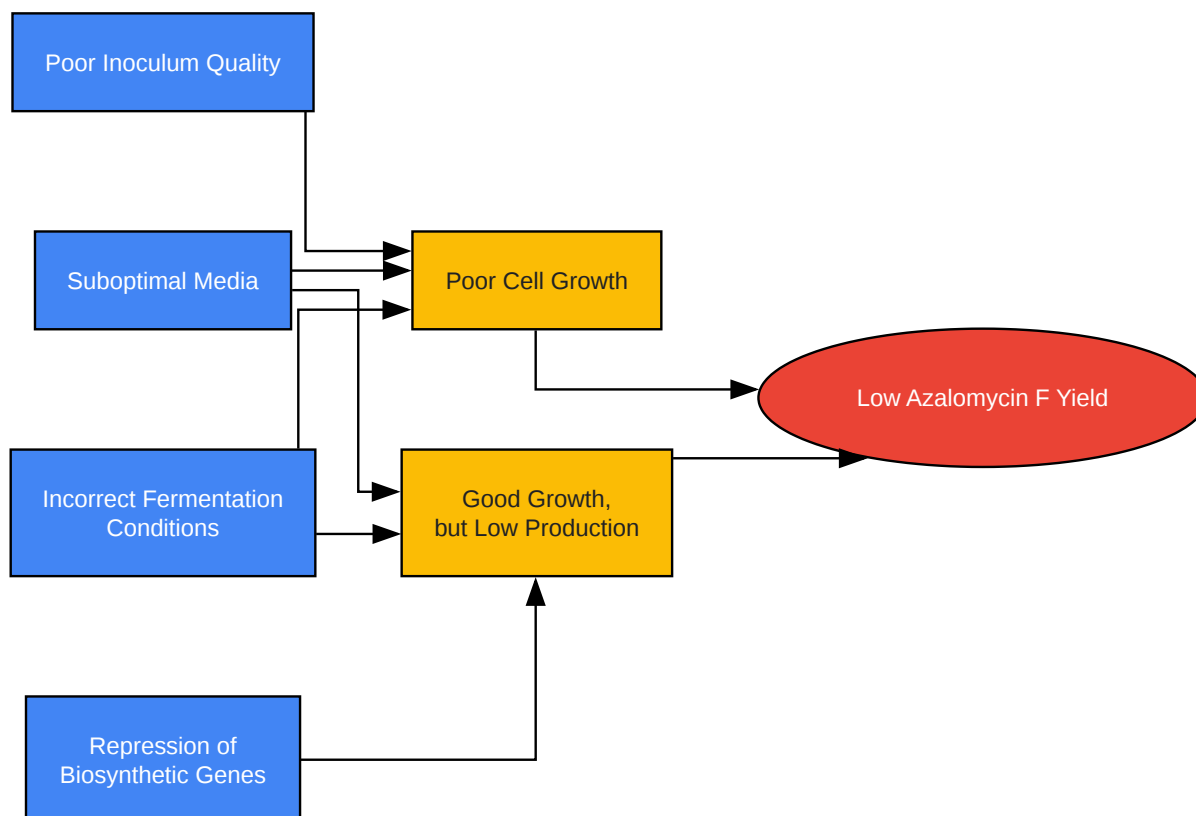 Poor Inoculum Quality
Suboptimal Media
Poor Cell Growth
Low Azalomycin F Yield
Incorrect Fermentation
Conditions
Good Growth,
but Low Production
Repression of
Biosynthetic Genes